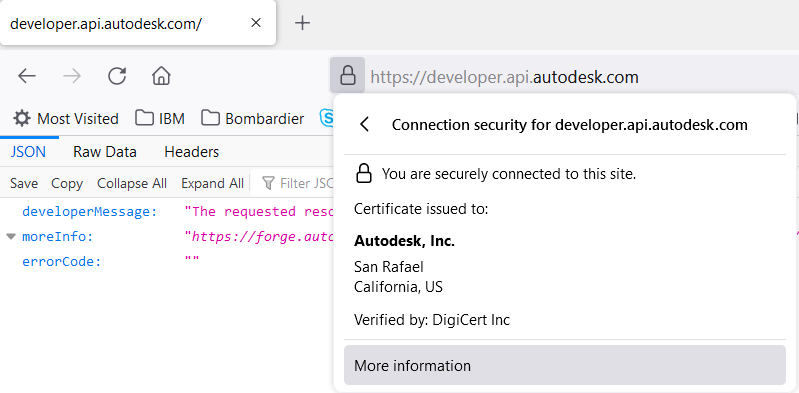 developer.api.autodesk.com/
https://developer.api.autodesk.com
Most Visited IBM Bombardier
Connection security for developer.api.autodesk.com
JSON Raw Data Headers
You are securely connected to this site.
Save Copy Collapse All Expand All Filter
Certificate issued to:
developerMessage: "The requested
moreInfo: "https://forge.
errorCode: ""
Autodesk, Inc.
San Rafael
California, US
Verified by: DigiCert Inc
More information